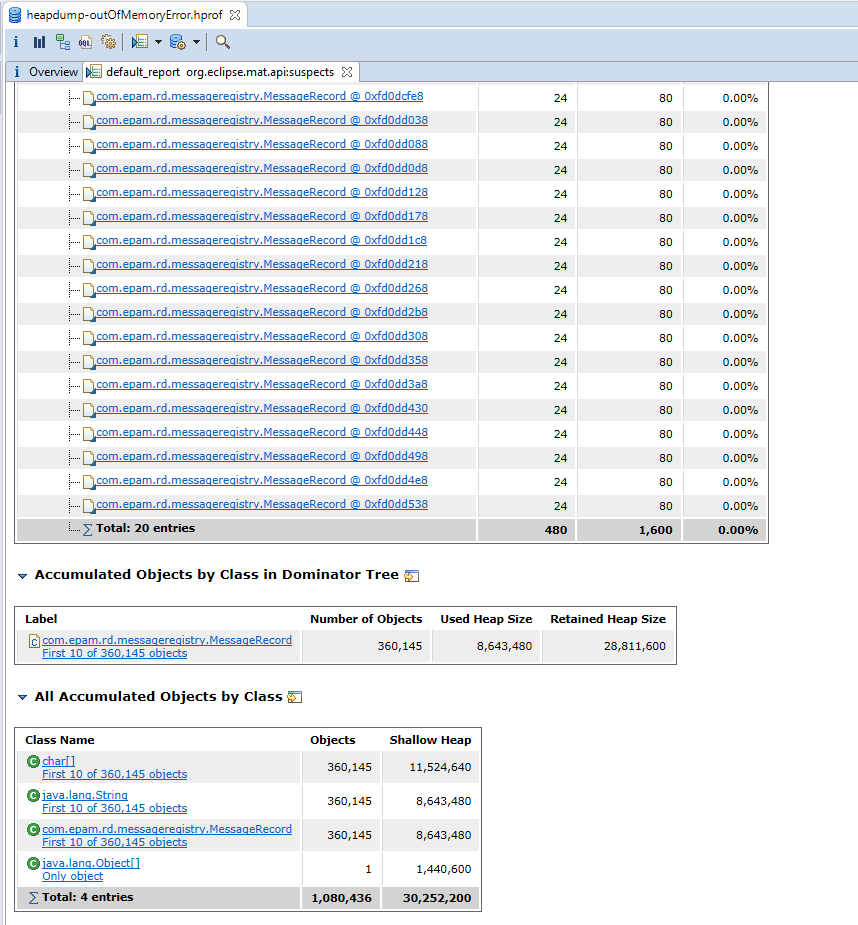 heapdump-outOfMemoryError.hprof
OQL
i Overview default_report org.eclipse.mat.api:suspects
com.epam.rd.messageregistry.MessageRecord @ 0xfd0dcfe8 24 80 0.00%
com.epam.rd.messageregistry.MessageRecord @ 0xfd0dd038 24 80 0.00%
com.epam.rd.messageregistry.MessageRecord @ 0xfd0dd088 24 80 0.00%
com.epam.rd.messageregistry.MessageRecord @ 0xfd0dd0d8 24 80 0.00%
com.epam.rd.messageregistry.MessageRecord @ 0xfd0dd128 24 80 0.00%
com.epam.rd.messageregistry.MessageRecord @ 0xfd0dd178 24 80 0.00%
com.epam.rd.messageregistry.MessageRecord @ 0xfd0dd1c8 24 80 0.00%
com.epam.rd.messageregistry.MessageRecord @ 0xfd0dd218 24 80 0.00%
com.epam.rd.messageregistry.MessageRecord @ 0xfd0dd268 24 80 0.00%
com.epam.rd.messageregistry.MessageRecord @ 0xfd0dd2b8 24 80 0.00%
com.epam.rd.messageregistry.MessageRecord @ 0xfd0dd308 24 80 0.00%
com.epam.rd.messageregistry.MessageRecord @ 0xfd0dd358 24 80 0.00%
com.epam.rd.messageregistry.MessageRecord @ 0xfd0dd3a8 24 80 0.00%
com.epam.rd.messageregistry.MessageRecord @ 0xfd0dd430 24 80 0.00%
com.epam.rd.messageregistry.MessageRecord @ 0xfd0dd448 24 80 0.00%
com.epam.rd.messageregistry.MessageRecord @ 0xfd0dd498 24 80 0.00%
com.epam.rd.messageregistry.MessageRecord @ 0xfd0dd4e8 24 80 0.00%
com.epam.rd.messageregistry.MessageRecord @ 0xfd0dd538 24 80 0.00%
Σ Total: 20 entries 480 1,600 0.00%
Accumulated Objects by Class in Dominator Tree
Label Number of Objects Used Heap Size Retained Heap Size
com.epam.rd.messageregistry.MessageRecord 360,145 8,643,480 28,811,600
First 10 of 360,145 objects
All Accumulated Objects by Class
Class Name Objects Shallow Heap
char[] 360,145 11,524,640
First 10 of 360,145 objects
java.lang.String 360,145 8,643,480
First 10 of 360,145 objects
com.epam.rd.messageregistry.MessageRecord 360,145 8,643,480
First 10 of 360,145 objects
java.lang.Object[] 1 1,440,600
Only object
Σ Total: 4 entries 1,080,436 30,252,200